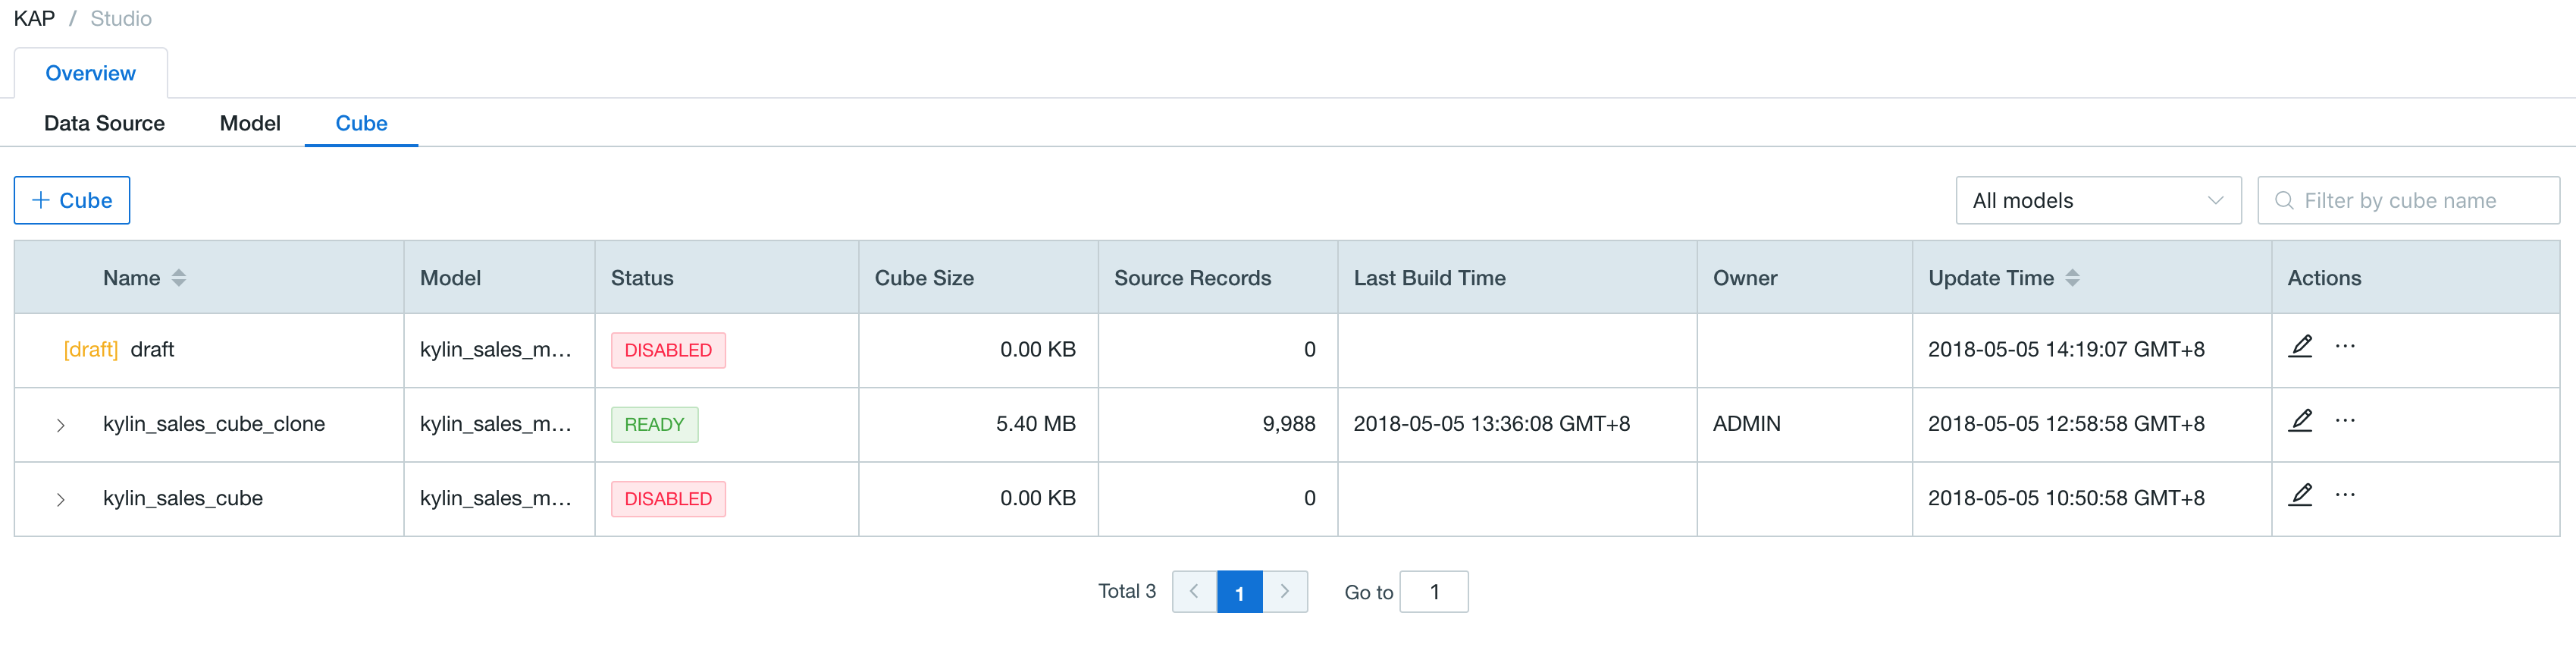 KAP / Studio
Overview
Data Source Model Cube
+ Cube All models Filter by cube name
Name Model Status Cube Size Source Records Last Build Time Owner Update Time Actions
[draft] draft kylin_sales_m... DISABLED 0.00 KB 0 2018-05-05 14:19:07 GMT+8 ...
kylin_sales_cube_clone kylin_sales_m... READY 5.40 MB 9,988 2018-05-05 13:36:08 GMT+8 ADMIN 2018-05-05 12:58:58 GMT+8 ...
kylin_sales_cube kylin_sales_m... DISABLED 0.00 KB 0 2018-05-05 10:50:58 GMT+8 ...
Total 3 < 1 > Go to 1